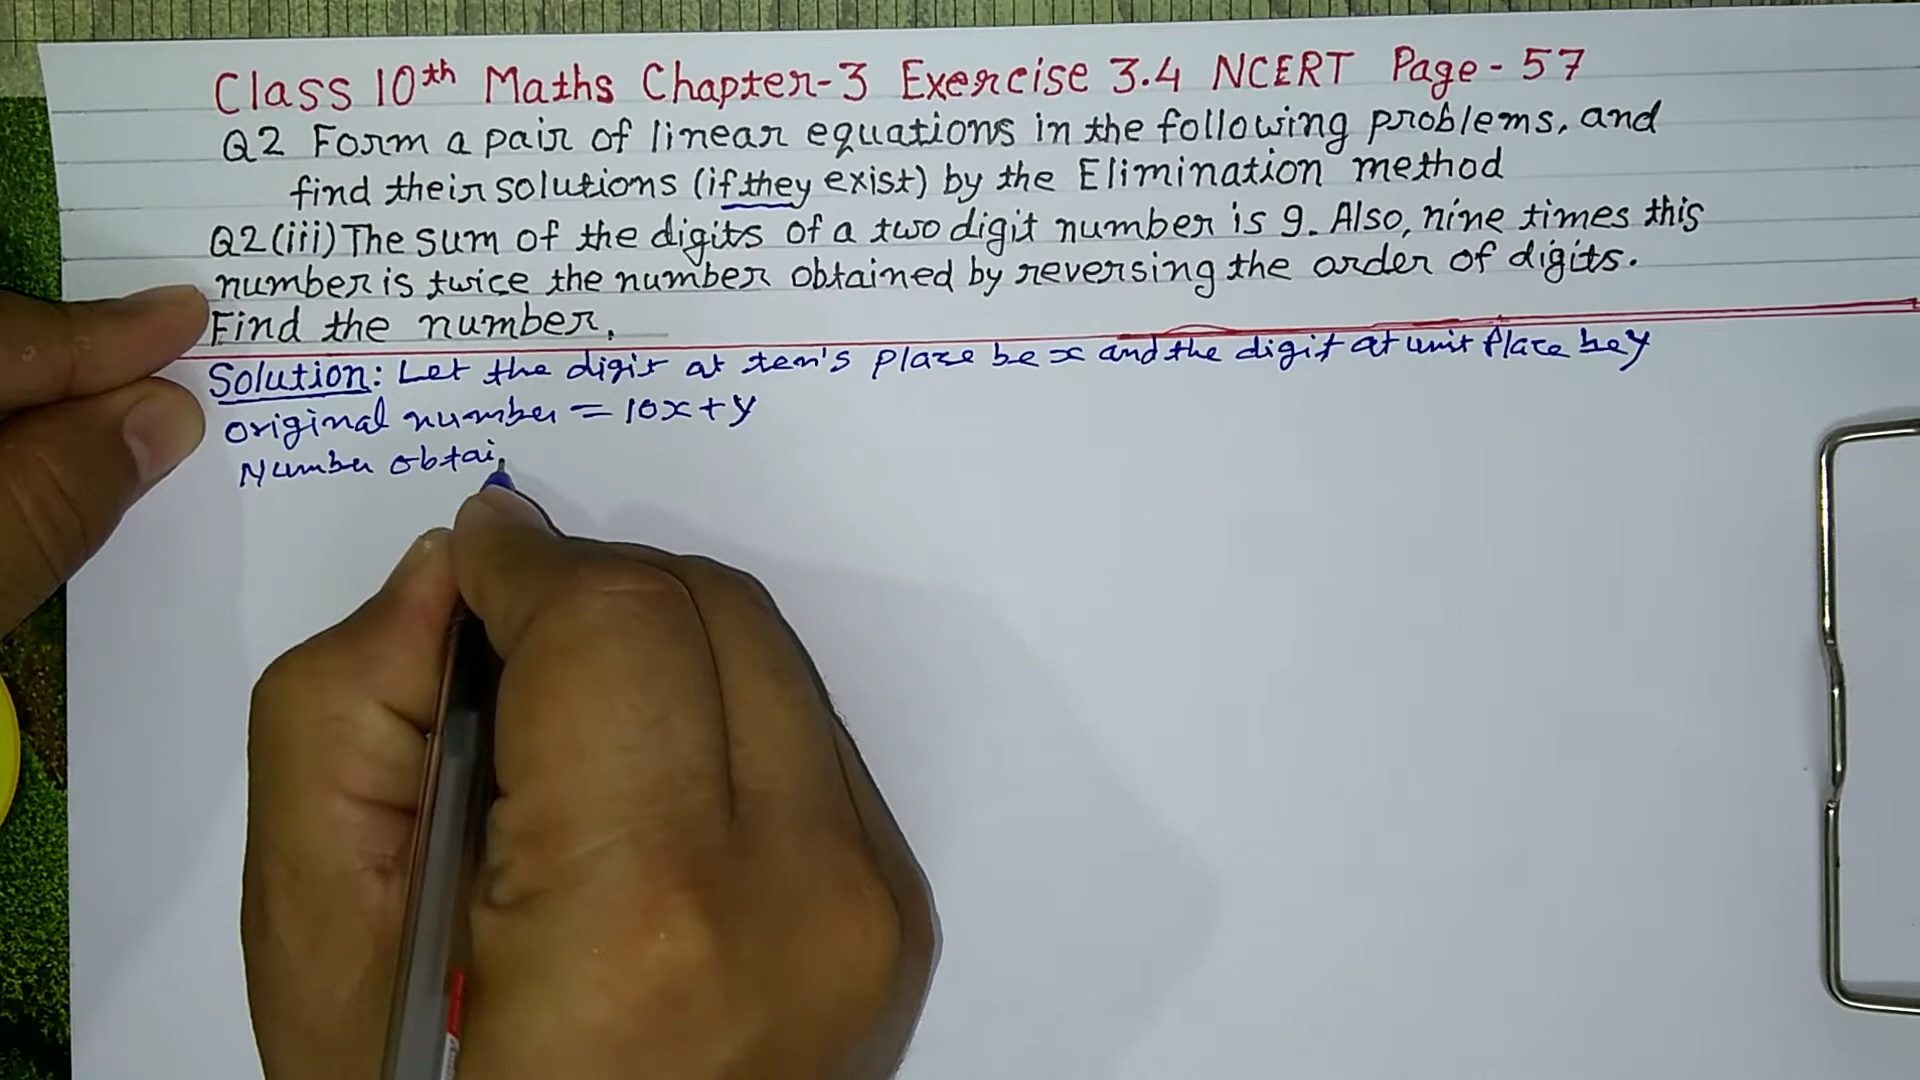 Class 10th Maths Chapter-3 Exercise 3.4 NCERT Page-57
Q2 Form a pair of linear equations in the following problems, and
find their solutions (if they exist) by the Elimination method
Q2(iii) The sum of the digits of a two digit number is 9. Also, nine times this
number is twice the number obtained by reversing the order of digits.
Find the number.
Solution: Let the digit at ten's place be x and the digit at unit place be y
original number = 10x+y
Number obtai